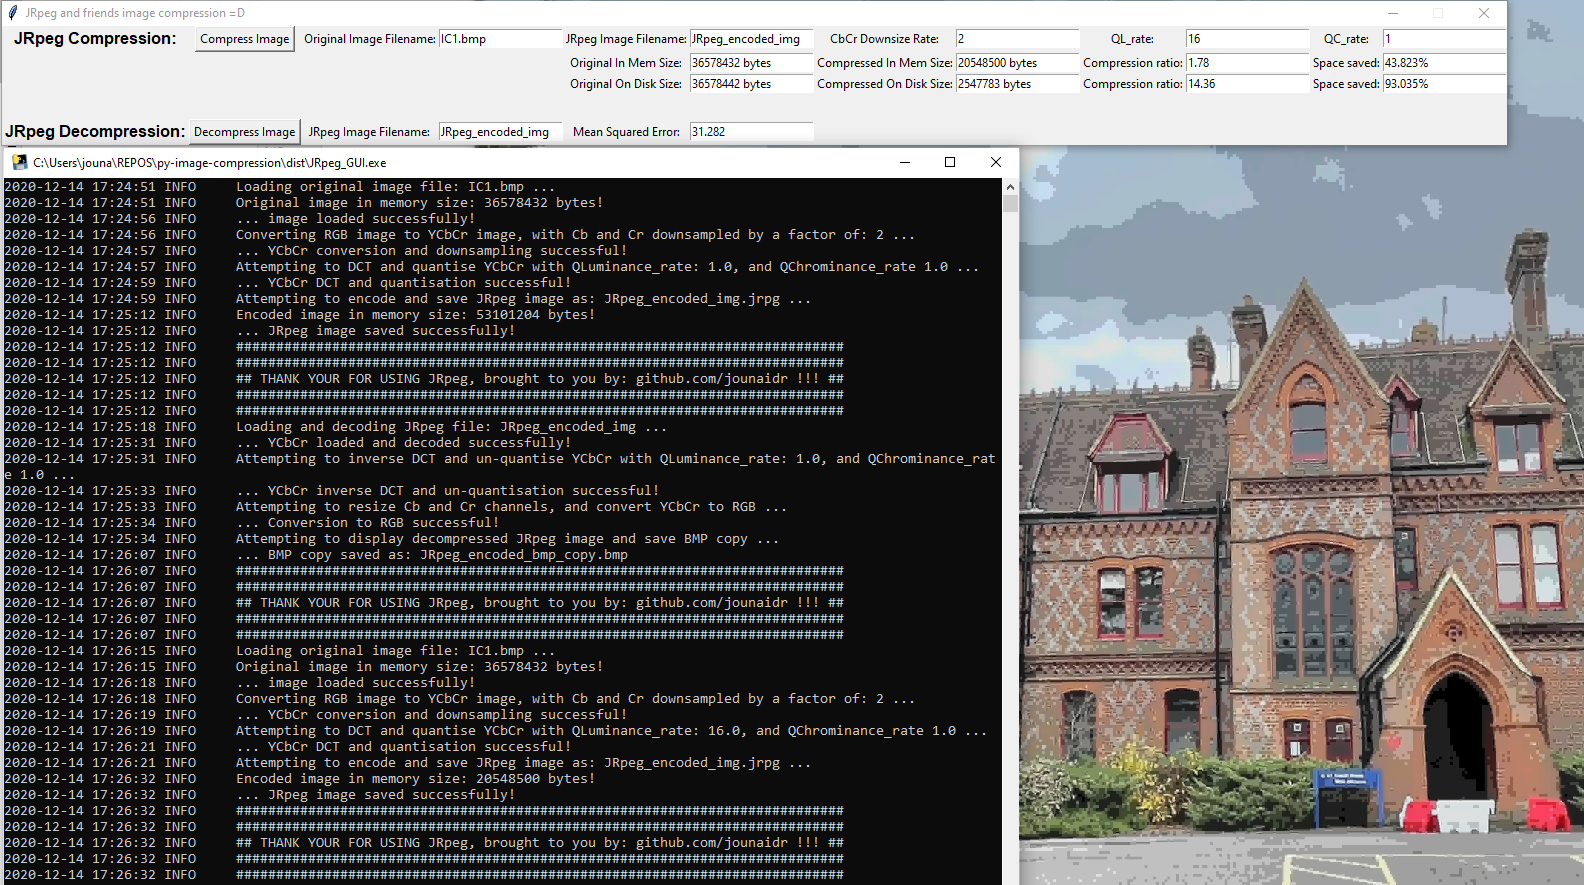 JRpeg and friends image compression =D
JRpeg Compression: Compress Image Original Image Filename: IC1.bmp JRpeg Image Filename: JRpeg_encoded_img CbCr Downsize Rate: 2 QL_rate: 16 QC_rate: 1
Original In Mem Size: 36578432 bytes Compressed In Mem Size: 20548500 bytes Compression ratio: 1.78 Space saved: 43.823%
Original On Disk Size: 36578442 bytes Compressed On Disk Size: 2547783 bytes Compression ratio: 14.36 Space saved: 93.035%
JRpeg Decompression: Decompress Image JRpeg Image Filename: JRpeg_encoded_img Mean Squared Error: 31.282
C:\Users\jouna\REPOS\py-image-compression\dist\JRpeg_GUI.exe
2020-12-14 17:24:51 INFO Loading original image file: IC1.bmp ...
2020-12-14 17:24:51 INFO Original image in memory size: 36578432 bytes!
2020-12-14 17:24:56 INFO ... image loaded successfully!
2020-12-14 17:24:56 INFO Converting RGB image to YCbCr image, with Cb and Cr downsampled by a factor of: 2 ...
2020-12-14 17:24:57 INFO ... YCbCr conversion and downsampling successful!
2020-12-14 17:24:57 INFO Attempting to DCT and quantise YCbCr with QLuminance_rate: 1.0, and QChrominance_rate 1.0 ...
2020-12-14 17:24:59 INFO ... YCbCr DCT and quantisation successful!
2020-12-14 17:24:59 INFO Attempting to encode and save JRpeg image as: JRpeg_encoded_img.jrpg ...
2020-12-14 17:25:12 INFO Encoded image in memory size: 53101204 bytes!
2020-12-14 17:25:12 INFO ... JRpeg image saved successfully!
2020-12-14 17:25:12 INFO ############################################################################
2020-12-14 17:25:12 INFO ############################################################################
2020-12-14 17:25:12 INFO ## THANK YOUR FOR USING JRpeg, brought to you by: github.com/jounaidr !!! ##
2020-12-14 17:25:12 INFO ############################################################################
2020-12-14 17:25:12 INFO ############################################################################
2020-12-14 17:25:18 INFO Loading and decoding JRpeg file: JRpeg_encoded_img ...
2020-12-14 17:25:31 INFO ... YCbCr loaded and decoded successfully!
2020-12-14 17:25:31 INFO Attempting to inverse DCT and un-quantise YCbCr with QLuminance_rate: 1.0, and QChrominance_rat
e 1.0 ...
2020-12-14 17:25:33 INFO ... YCbCr inverse DCT and un-quantisation successful!
2020-12-14 17:25:33 INFO Attempting to resize Cb and Cr channels, and convert YCbCr to RGB ...
2020-12-14 17:25:34 INFO ... Conversion to RGB successful!
2020-12-14 17:25:34 INFO Attempting to display decompressed JRpeg image and save BMP copy ...
2020-12-14 17:26:07 INFO ... BMP copy saved as: JRpeg_encoded_bmp_copy.bmp
2020-12-14 17:26:07 INFO ############################################################################
2020-12-14 17:26:07 INFO ############################################################################
2020-12-14 17:26:07 INFO ## THANK YOUR FOR USING JRpeg, brought to you by: github.com/jounaidr !!! ##
2020-12-14 17:26:07 INFO ############################################################################
2020-12-14 17:26:07 INFO ############################################################################
2020-12-14 17:26:15 INFO Loading original image file: IC1.bmp ...
2020-12-14 17:26:15 INFO Original image in memory size: 36578432 bytes!
2020-12-14 17:26:18 INFO ... image loaded successfully!
2020-12-14 17:26:18 INFO Converting RGB image to YCbCr image, with Cb and Cr downsampled by a factor of: 2 ...
2020-12-14 17:26:19 INFO ... YCbCr conversion and downsampling successful!
2020-12-14 17:26:19 INFO Attempting to DCT and quantise YCbCr with QLuminance_rate: 16.0, and QChrominance_rate 1.0 ...
2020-12-14 17:26:21 INFO ... YCbCr DCT and quantisation successful!
2020-12-14 17:26:21 INFO Attempting to encode and save JRpeg image as: JRpeg_encoded_img.jrpg ...
2020-12-14 17:26:32 INFO Encoded image in memory size: 20548500 bytes!
2020-12-14 17:26:32 INFO ... JRpeg image saved successfully!
2020-12-14 17:26:32 INFO ############################################################################
2020-12-14 17:26:32 INFO ############################################################################
2020-12-14 17:26:32 INFO ## THANK YOUR FOR USING JRpeg, brought to you by: github.com/jounaidr !!! ##
2020-12-14 17:26:32 INFO ############################################################################
2020-12-14 17:26:32 INFO ############################################################################